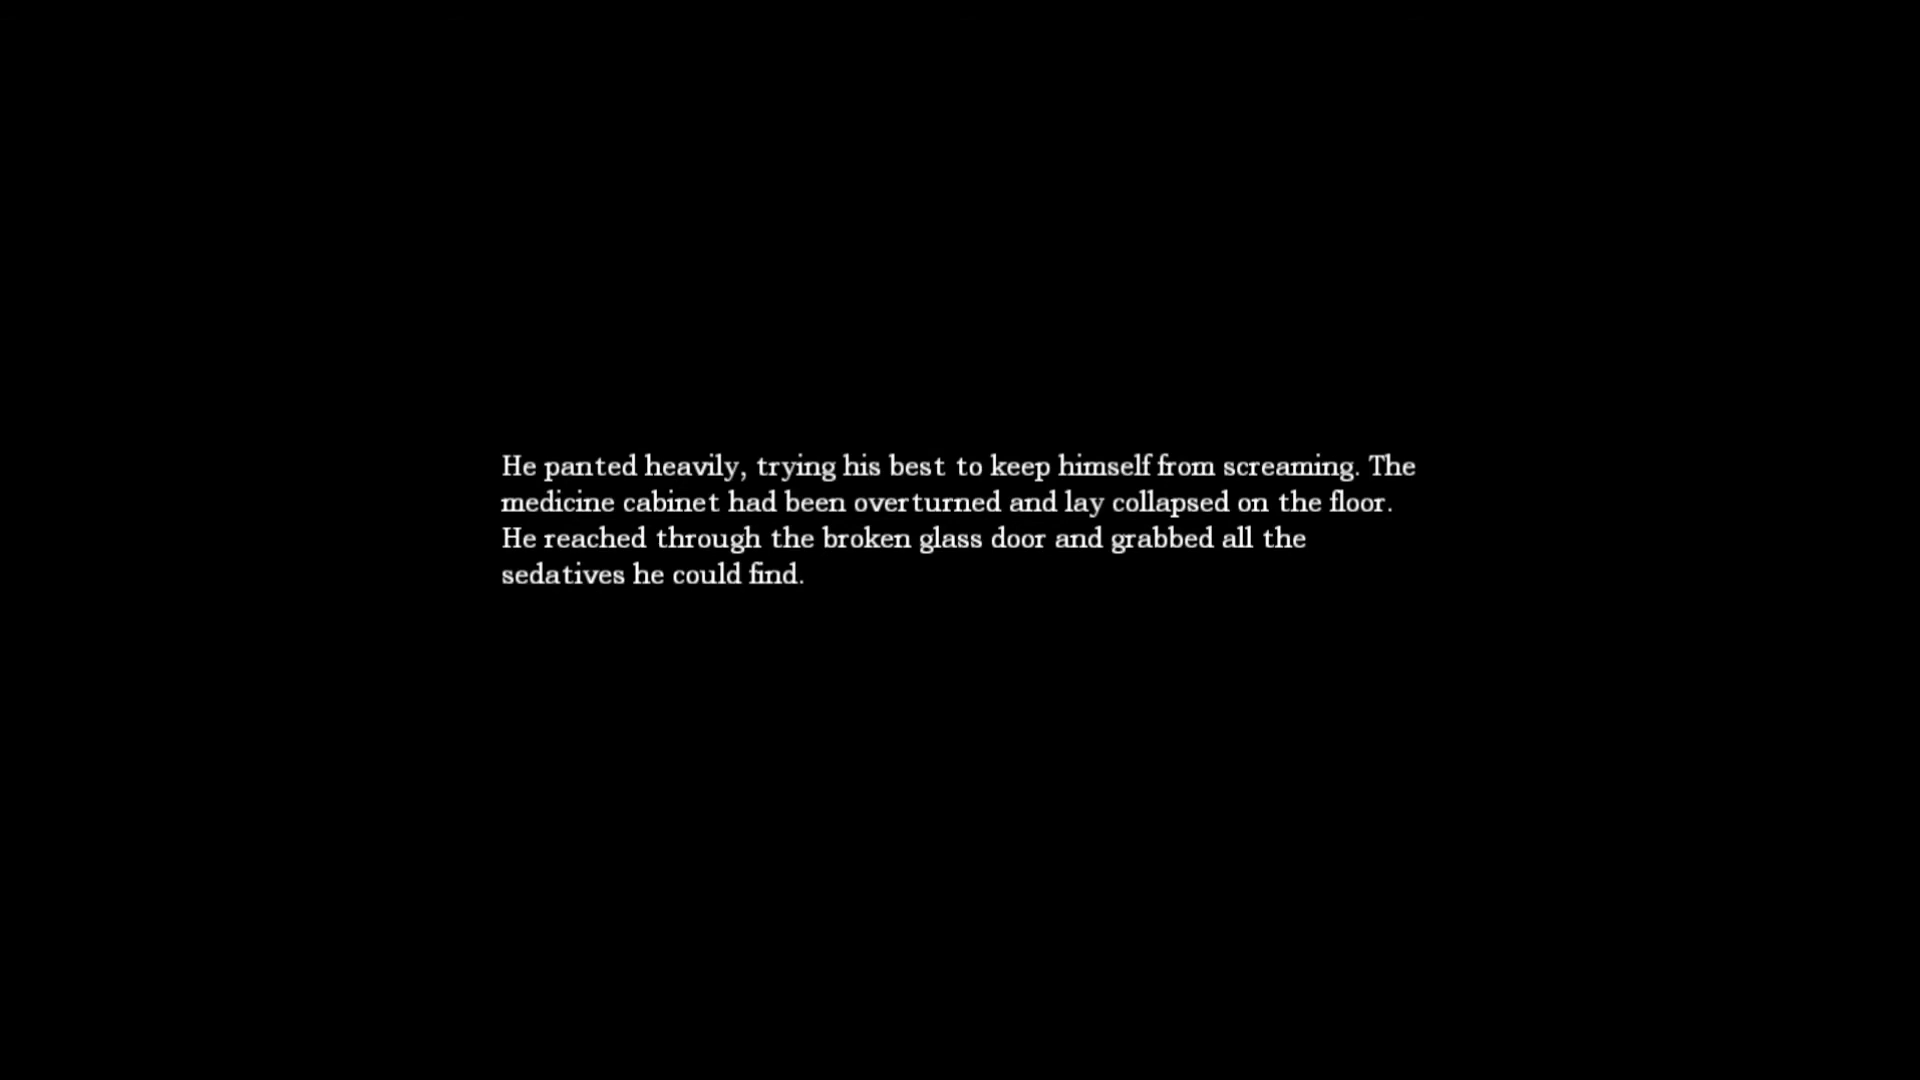 He panted heavily, trying his best to keep himself from screaming. The
medicine cabinet had been overturned and lay collapsed on the floor.
He reached through the broken glass door and grabbed all the
sedatives he could find.